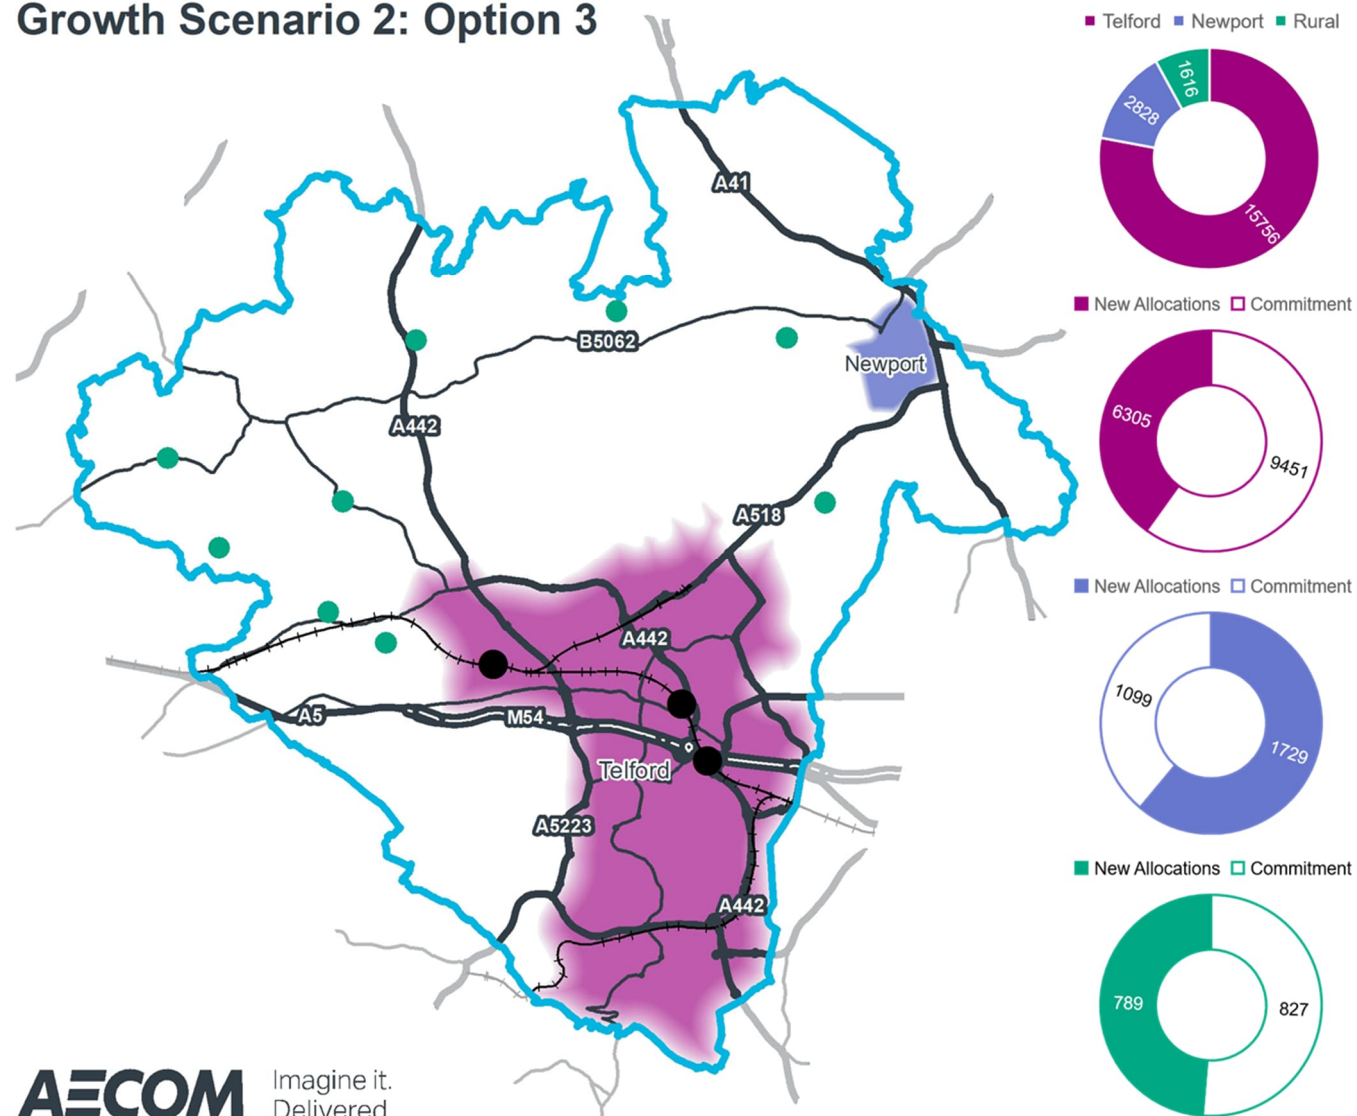 Growth Scenario 2: Option 3
Telford Newport Rural
1616
2828
15756
A41
New Allocations Commitment
6305
9451
B5062
Newport
A442
A518
New Allocations Commitment
1099
1729
A442
A5
M54
Telford
A5223
New Allocations Commitment
A442
789
827
AECOM
Imagine it.
Delivered